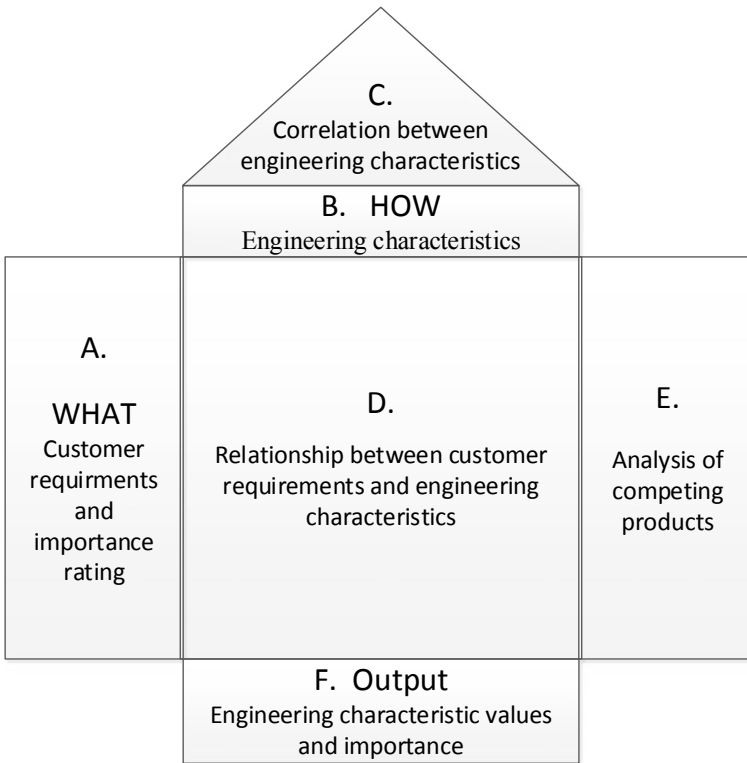 C.
Correlation between
engineering characteristics
B. HOW
Engineering characteristics
A.
WHAT
Customer
requirments
and
importance
rating
D.
Relationship between customer
requirements and engineering
characteristics
E.
Analysis of
competing
products
F. Output
Engineering characteristic values
and importance